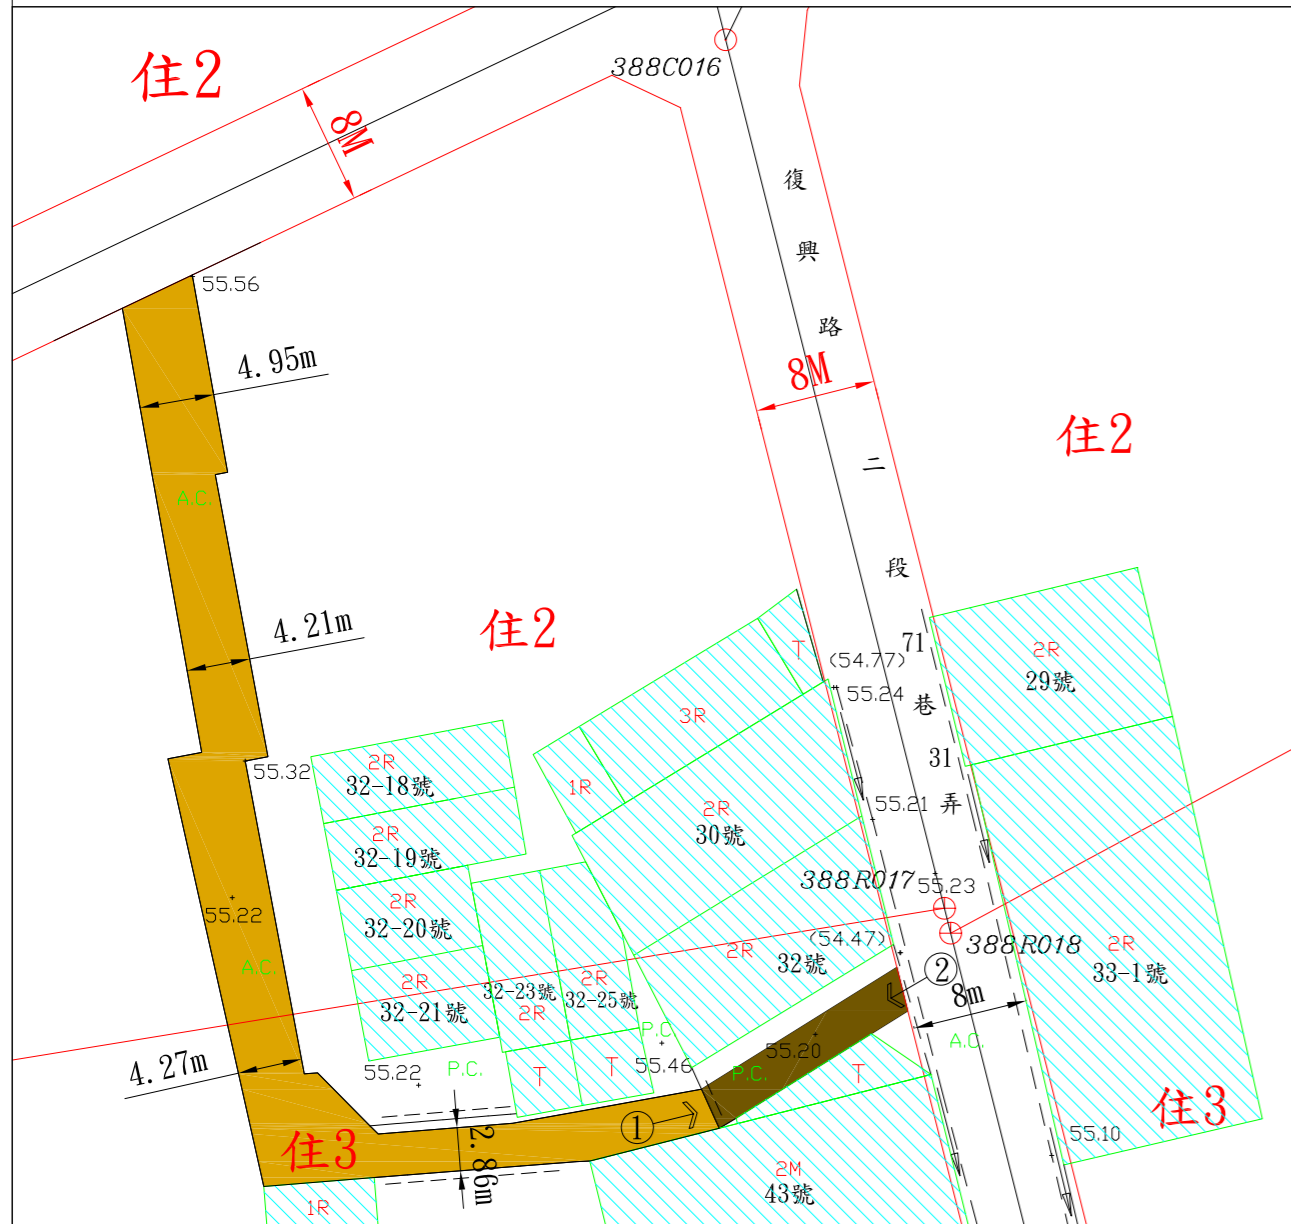 住2
388C016
8M
復興路二段71巷31弄
55.56
4.95m
8M
住2
A.C.
4.21m
住2
T
(54.77)
55.24
2R
29號
3R
55.32
2R
32-18號
1R
2R
30號
55.21
2R
32-19號
388R017
55.23
2R
32-20號
55.22
388R018
2R
32號
(54.47)
2R
33-1號
A.C.
2R
32-21號
32-23號
2R
2R
32-25號
②
8m
P.C
55.20
A.C.
4.27m
55.22
P.C.
T
T
55.46
P.C.
T
①
住3
2.86m
住3
55.10
2M
43號
1R